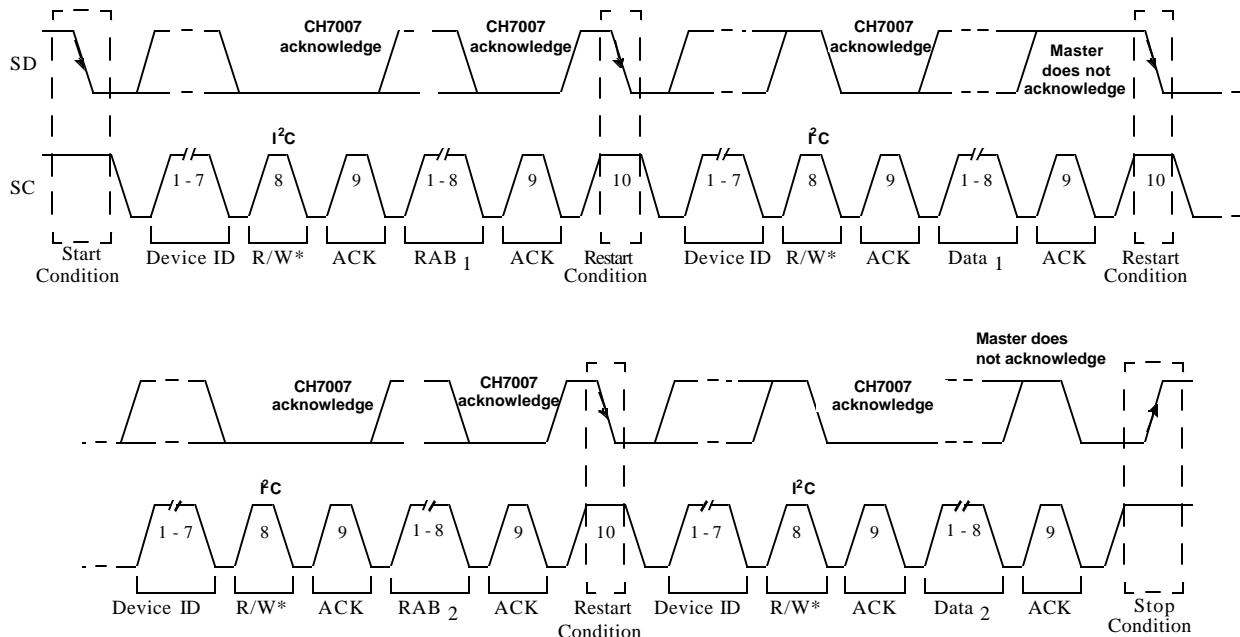 CH7007 acknowledge
CH7007 acknowledge
CH7007 acknowledge
Master does not acknowledge
SD
I²C
I²C
SC
1 - 7
8
9
1 - 8
9
10
1 - 7
8
9
1 - 8
9
10
Start Condition
Device ID
R/W*
ACK
RAB 1
ACK
Restart Condition
Device ID
R/W*
ACK
Data 1
ACK
Restart Condition
Master does not acknowledge
CH7007 acknowledge
CH7007 acknowledge
CH7007 acknowledge
I²C
I²C
1 - 7
8
9
1 - 8
9
10
1 - 7
8
9
1 - 8
9
Device ID
R/W*
ACK
RAB 2
ACK
Restart Condition
Device ID
R/W*
ACK
Data 2
ACK
Stop Condition